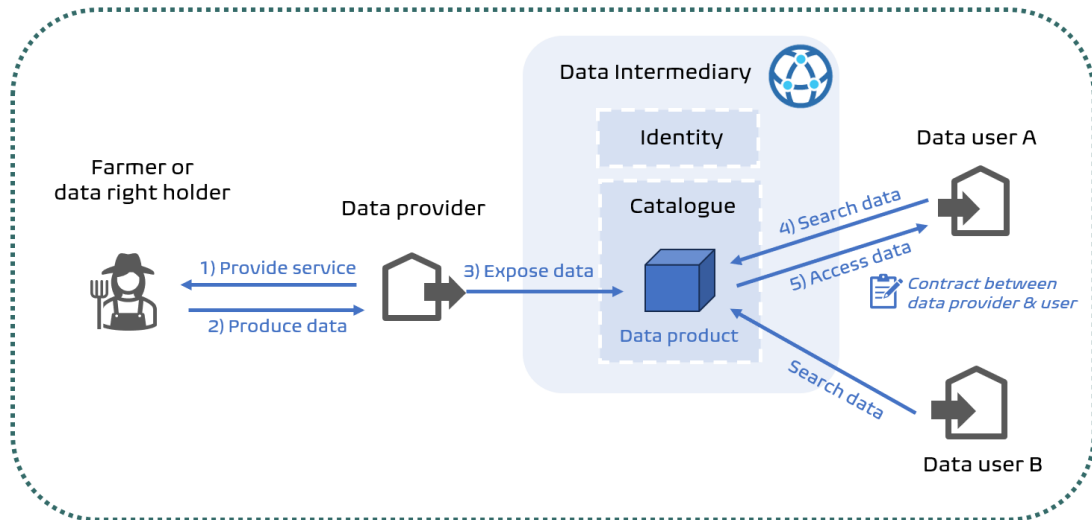 Data Intermediary
Identity
Data user A
Farmer or
data right holder
Data provider
Catalogue
4) Search data
1) Provide service
3) Expose data
5) Access data
Contract between
data provider & user
2) Produce data
Data product
Search data
Data user B